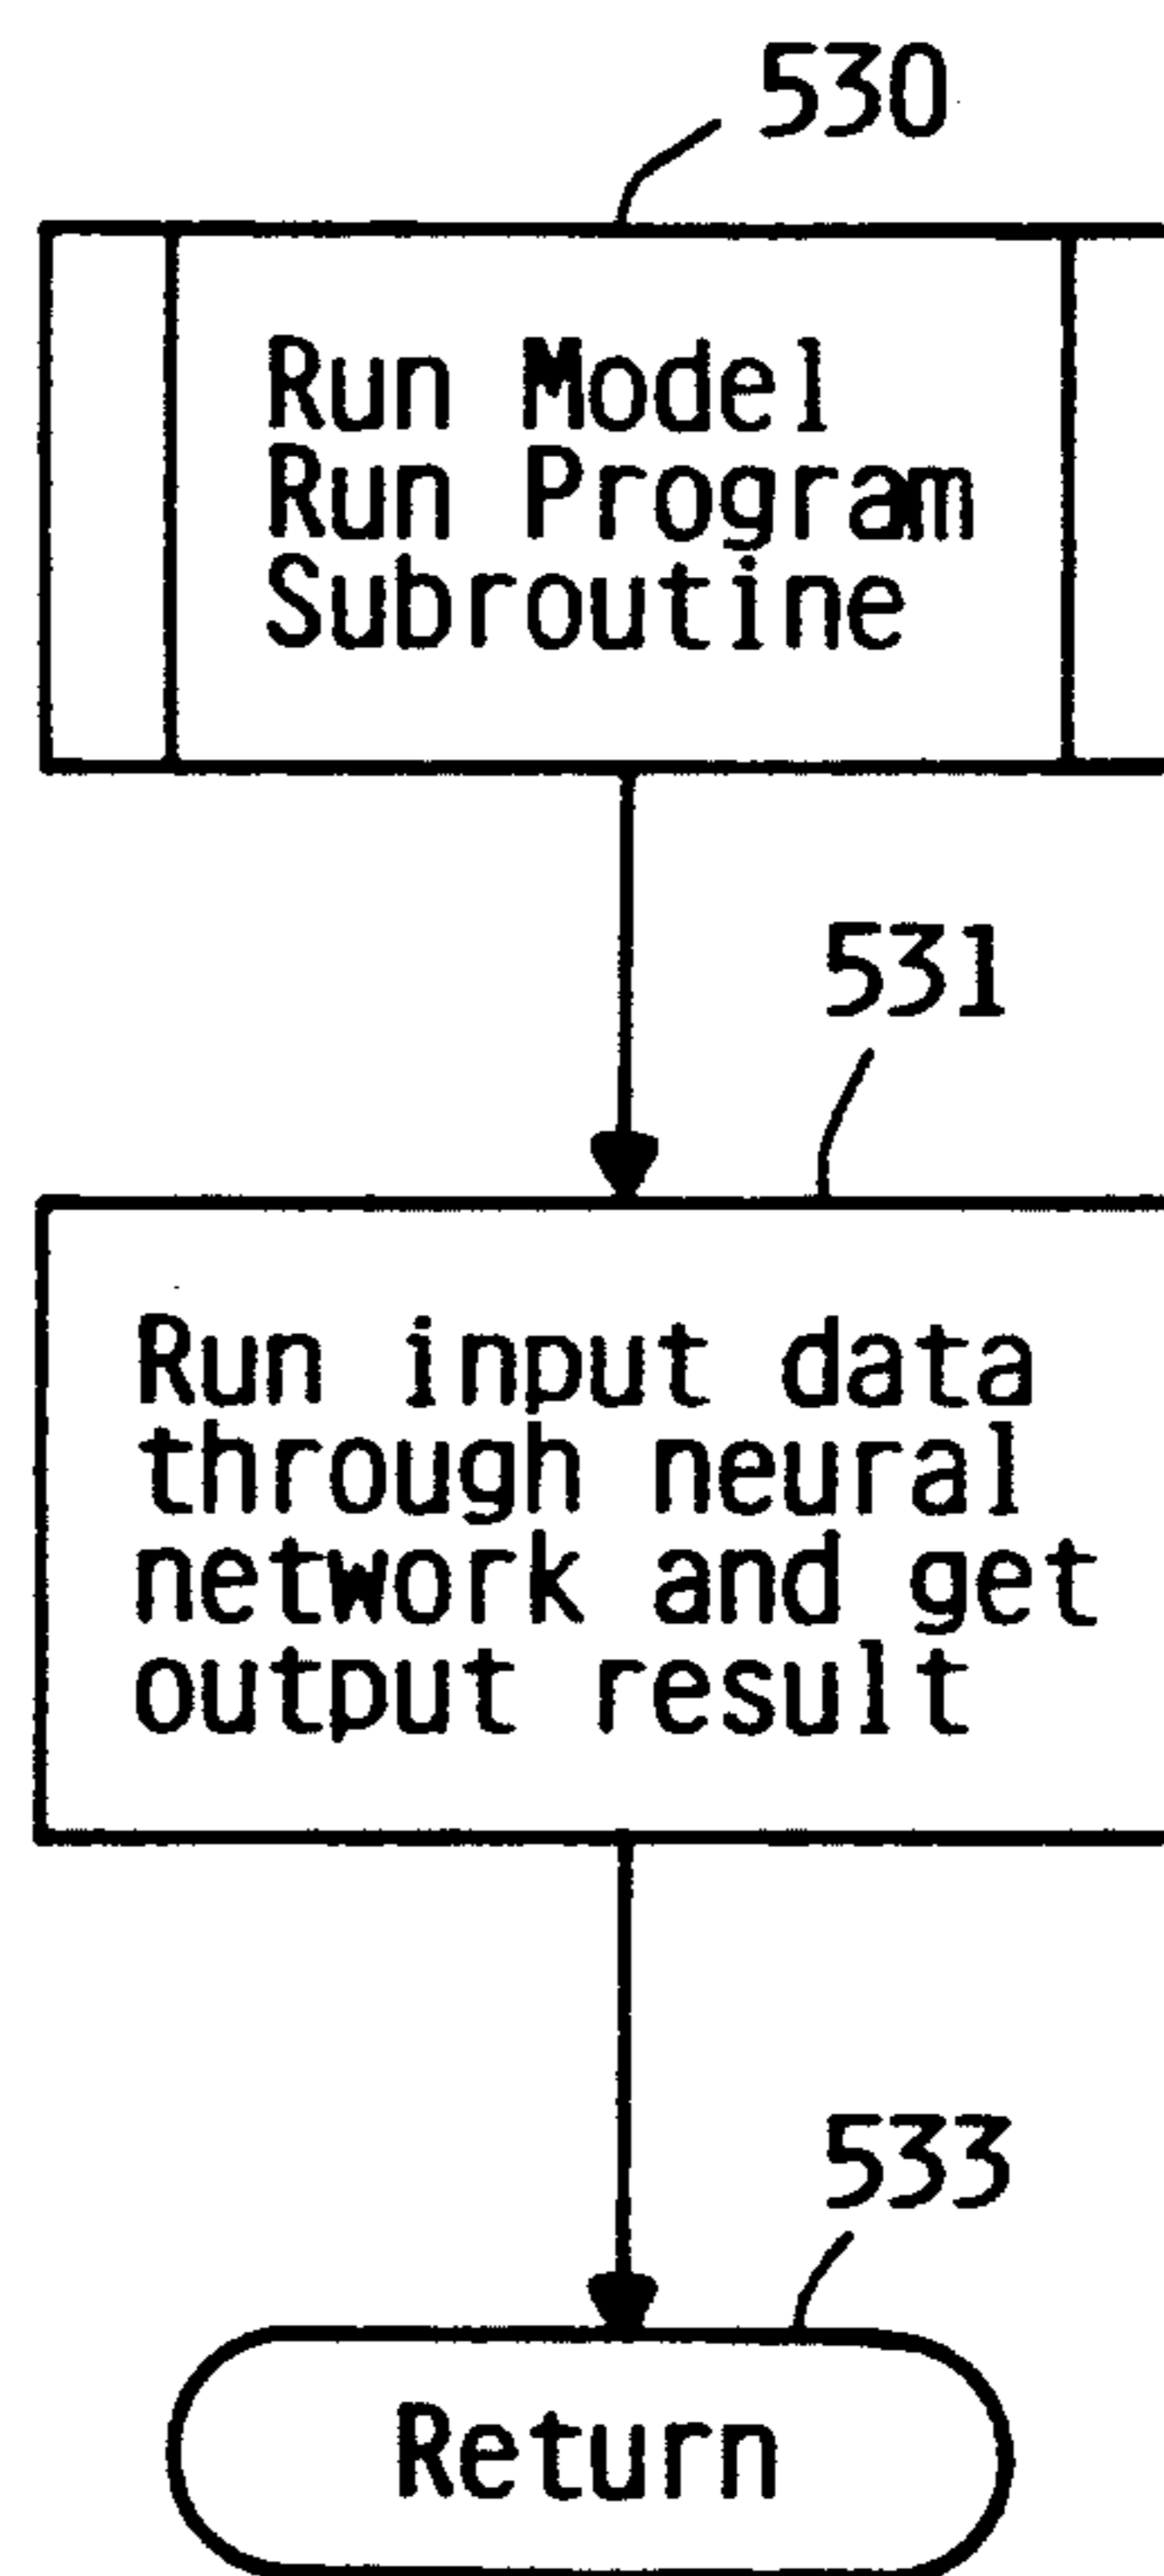 530
Run Model
Run Program
Subroutine
531
Run input data
through neural
network and get
output result
533
Return